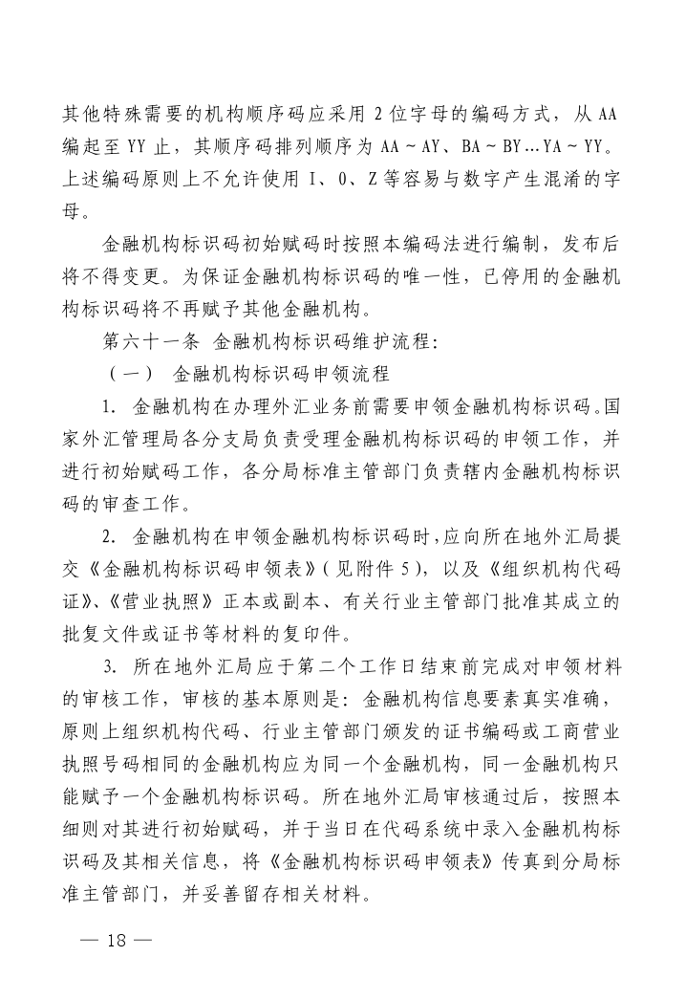 其他特殊需要的机构顺序码应采用 2 位字母的编码方式，从 AA
编起至 YY 止，其顺序码排列顺序为 AA～AY、BA～BY…YA～YY。
上述编码原则上不允许使用 I、O、Z 等容易与数字产生混淆的字
母。
金融机构标识码初始赋码时按照本编码法进行编制，发布后
将不得变更。为保证金融机构标识码的唯一性，已停用的金融机
构标识码将不再赋予其他金融机构。
第六十一条 金融机构标识码维护流程：
（一） 金融机构标识码申领流程
1. 金融机构在办理外汇业务前需要申领金融机构标识码。国
家外汇管理局各分支局负责受理金融机构标识码的申领工作，并
进行初始赋码工作，各分局标准主管部门负责辖内金融机构标识
码的审查工作。
2. 金融机构在申领金融机构标识码时，应向所在地外汇局提
交《金融机构标识码申领表》（见附件 5），以及《组织机构代码
证》、《营业执照》正本或副本、有关行业主管部门批准其成立的
批复文件或证书等材料的复印件。
3. 所在地外汇局应于第二个工作日结束前完成对申领材料
的审核工作，审核的基本原则是：金融机构信息要素真实准确，
原则上组织机构代码、行业主管部门颁发的证书编码或工商营业
执照号码相同的金融机构应为同一个金融机构，同一金融机构只
能赋予一个金融机构标识码。所在地外汇局审核通过后，按照本
细则对其进行初始赋码，并于当日在代码系统中录入金融机构标
识码及其相关信息，将《金融机构标识码申领表》传真到分局标
准主管部门，并妥善留存相关材料。
— 18 —